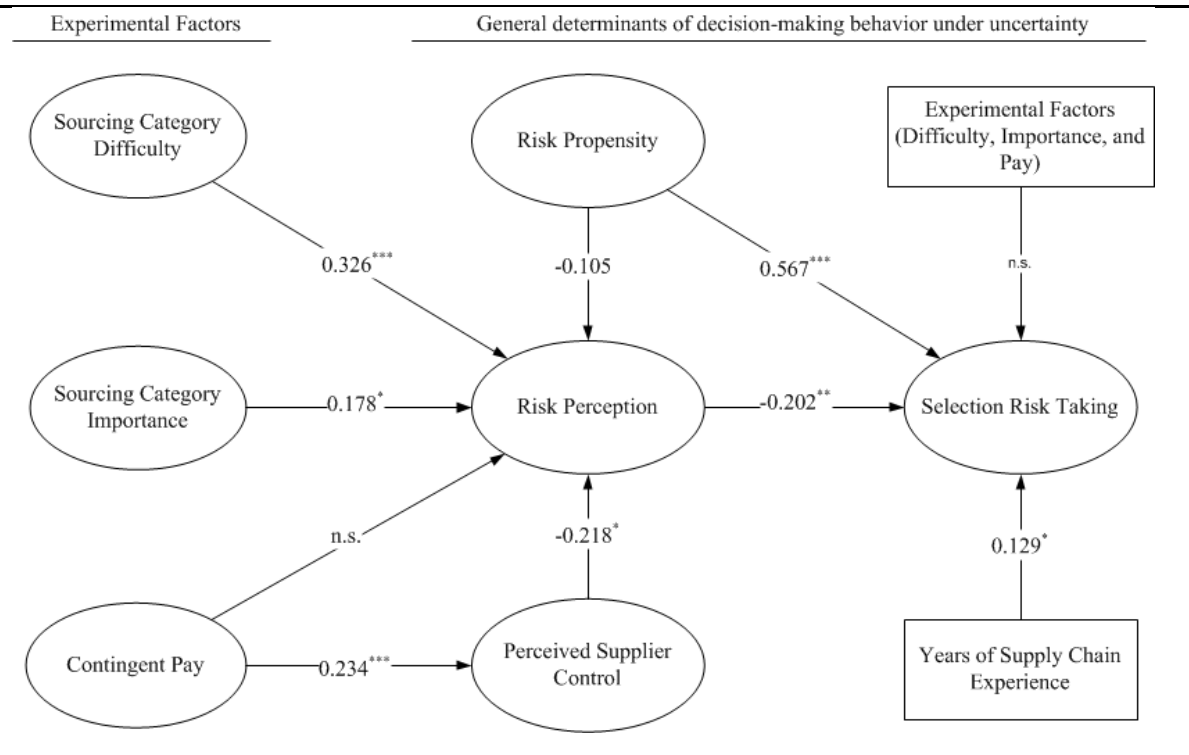 Experimental Factors
General determinants of decision-making behavior under uncertainty
Sourcing Category
Difficulty
Risk Propensity
Experimental Factors
(Difficulty, Importance, and
Pay)
0.326***
-0.105
0.567***
n.s.
Sourcing Category
Importance
0.178*
Risk Perception
-0.202**
Selection Risk Taking
n.s.
-0.218*
0.129*
Contingent Pay
0.234***
Perceived Supplier
Control
Years of Supply Chain
Experience